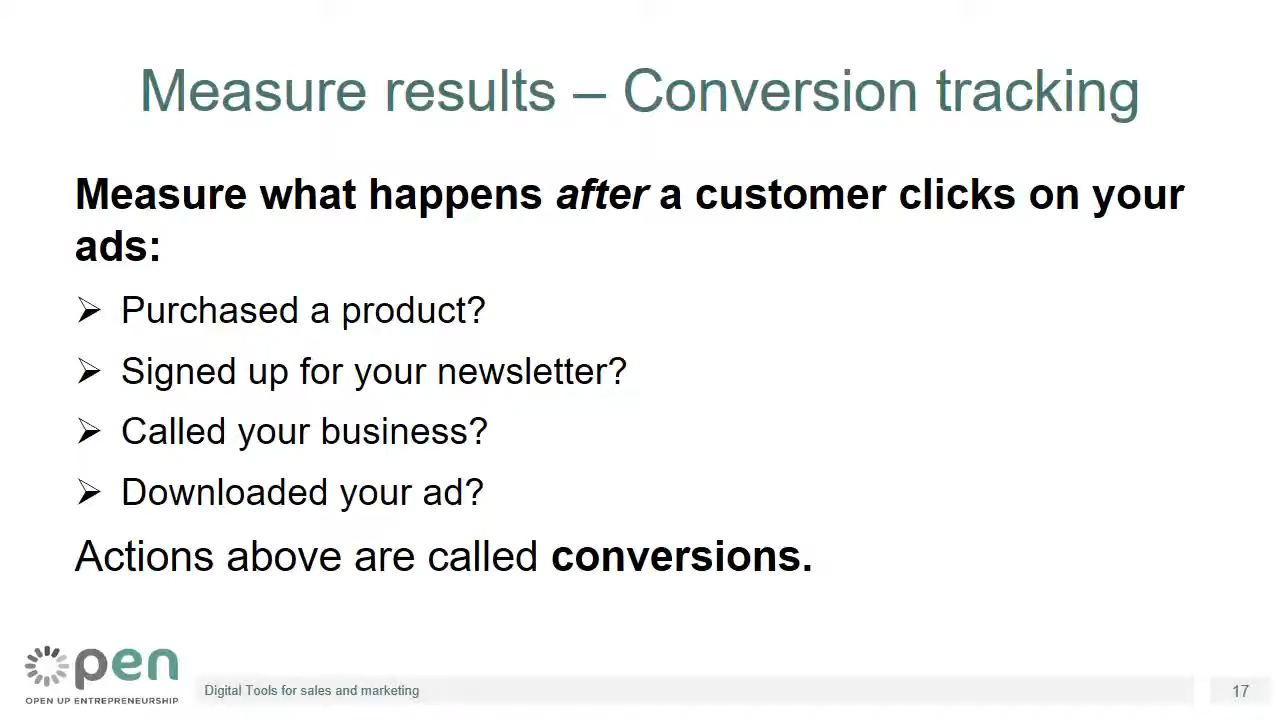 Measure results – Conversion tracking
Measure what happens after a customer clicks on your
ads:
➢ Purchased a product?
➢ Signed up for your newsletter?
➢ Called your business?
➢ Downloaded your ad?
Actions above are called conversions.
open
OPEN UP ENTREPRENEURSHIP
Digital Tools for sales and marketing
17